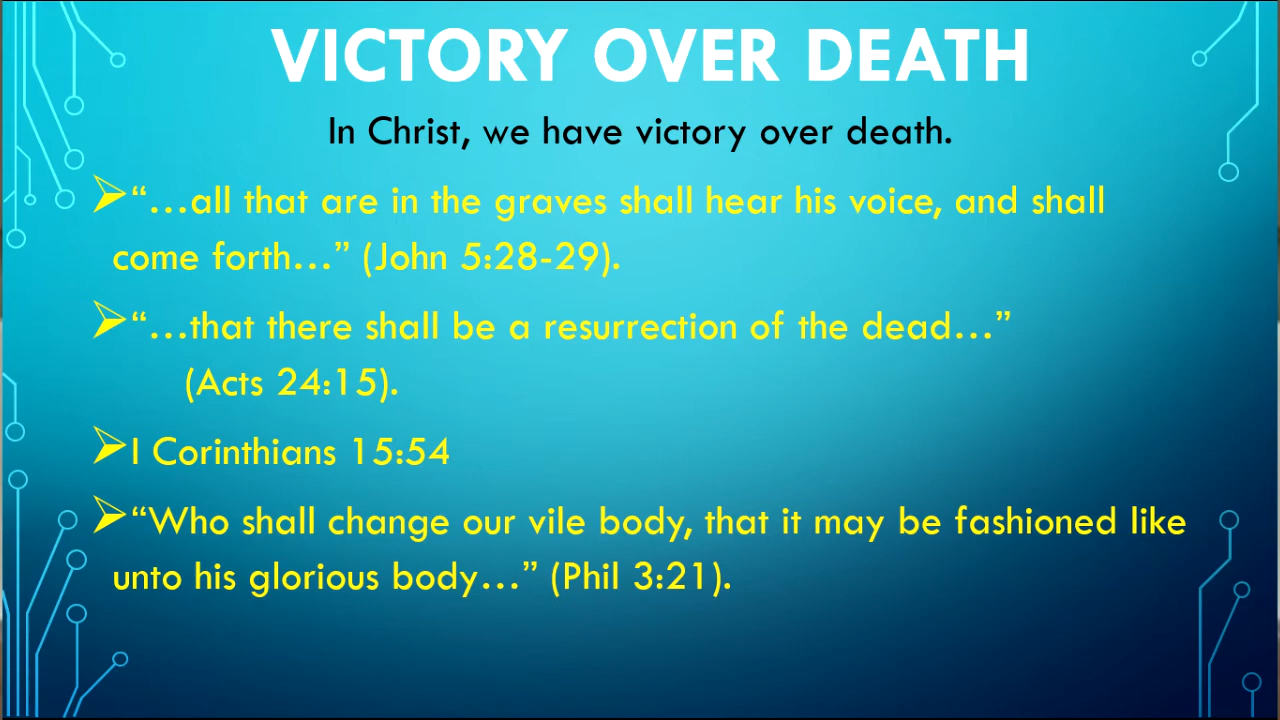 VICTORY OVER DEATH
In Christ, we have victory over death.
➢“…all that are in the graves shall hear his voice, and shall
come forth…” (John 5:28-29).
➢“…that there shall be a resurrection of the dead…”
(Acts 24:15).
➢I Corinthians 15:54
➢“Who shall change our vile body, that it may be fashioned like
unto his glorious body…” (Phil 3:21).